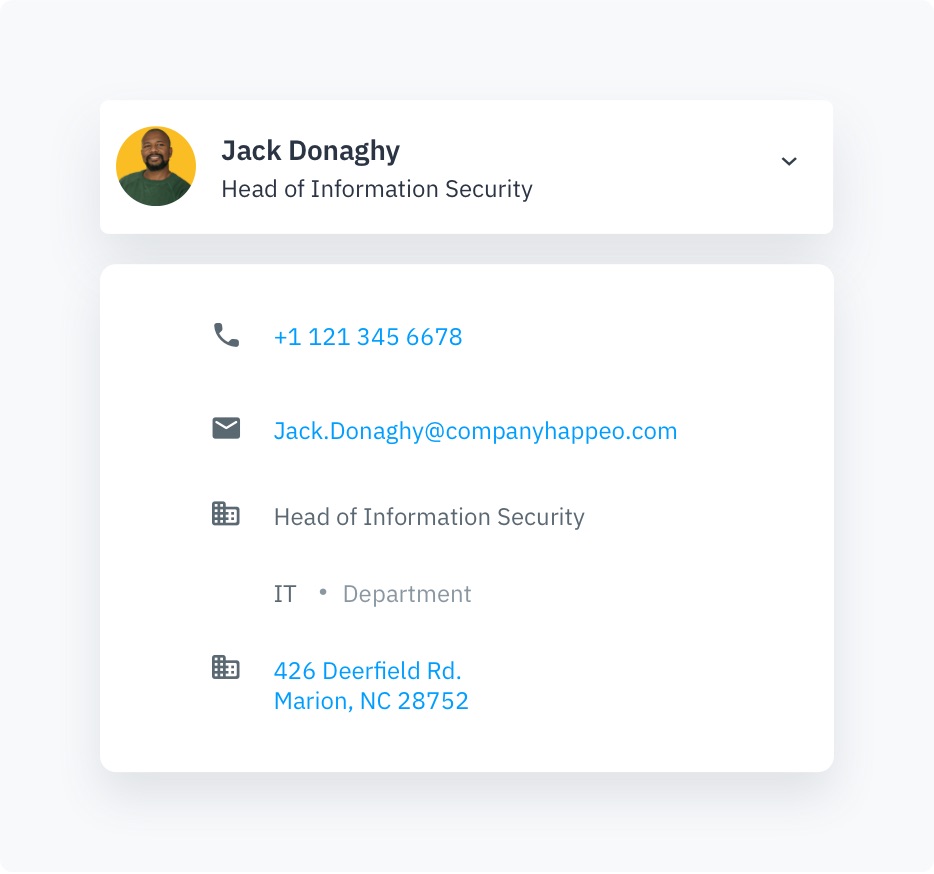 Jack Donaghy
Head of Information Security
+1 121 345 6678
Jack.Donaghy@companyhappeo.com
Head of Information Security
IT • Department
426 Deerfield Rd.
Marion, NC 28752